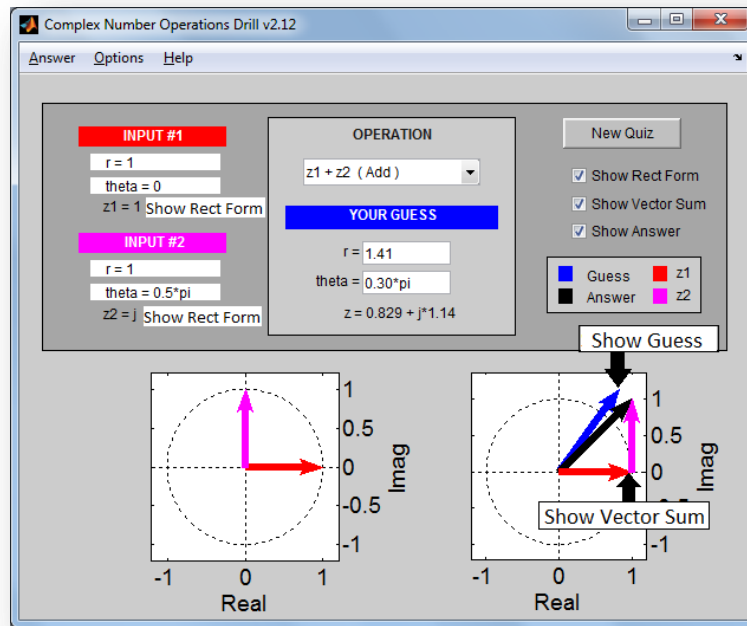 Complex Number Operations Drill v2.12
Answer Options Help
INPUT #1
r = 1
theta = 0
z1 = 1 Show Rect Form
INPUT #2
r = 1
theta = 0.5*pi
z2 = j Show Rect Form
OPERATION
z1 + z2 ( Add )
YOUR GUESS
r = 1.41
theta = 0.30*pi
z = 0.829 + j*1.14
New Quiz
Show Rect Form
Show Vector Sum
Show Answer
Guess z1
Answer z2
Show Guess
1
0.5
0
-0.5
-1
Imag
-1 0 1
Real
1
0.5
0
Show Vector Sum
-0.5
-1
Imag
-1 0 1
Real